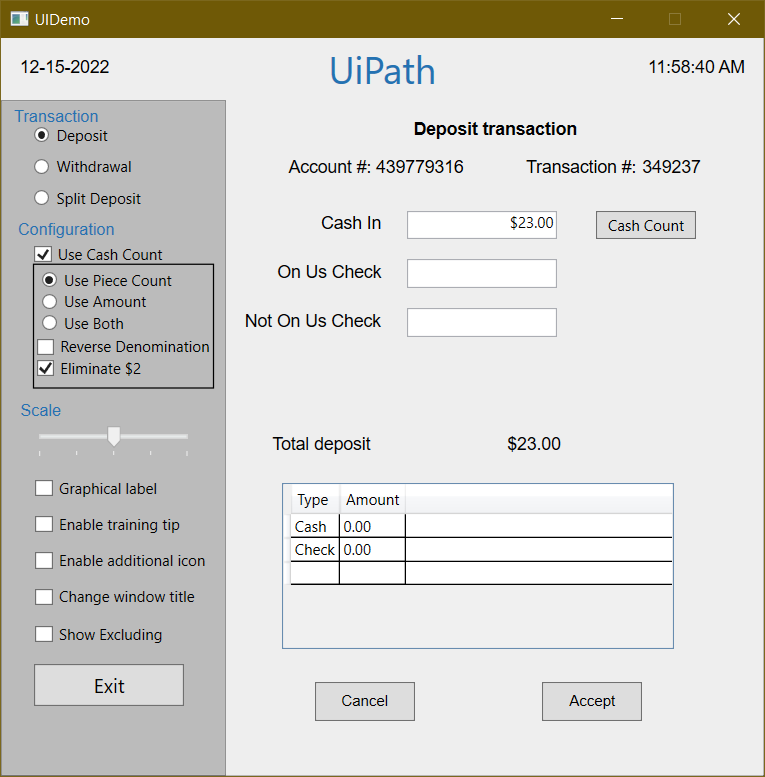 UIDemo
12-15-2022
UiPath
11:58:40 AM
Transaction
Deposit
Withdrawal
Split Deposit
Configuration
Use Cash Count
Use Piece Count
Use Amount
Use Both
Reverse Denomination
Eliminate $2
Scale
Graphical label
Enable training tip
Enable additional icon
Change window title
Show Excluding
Exit
Deposit transaction
Account #: 439779316 Transaction #: 349237
Cash In $23.00 Cash Count
On Us Check
Not On Us Check
Total deposit $23.00
Type Amount
Cash 0.00
Check 0.00
Cancel Accept